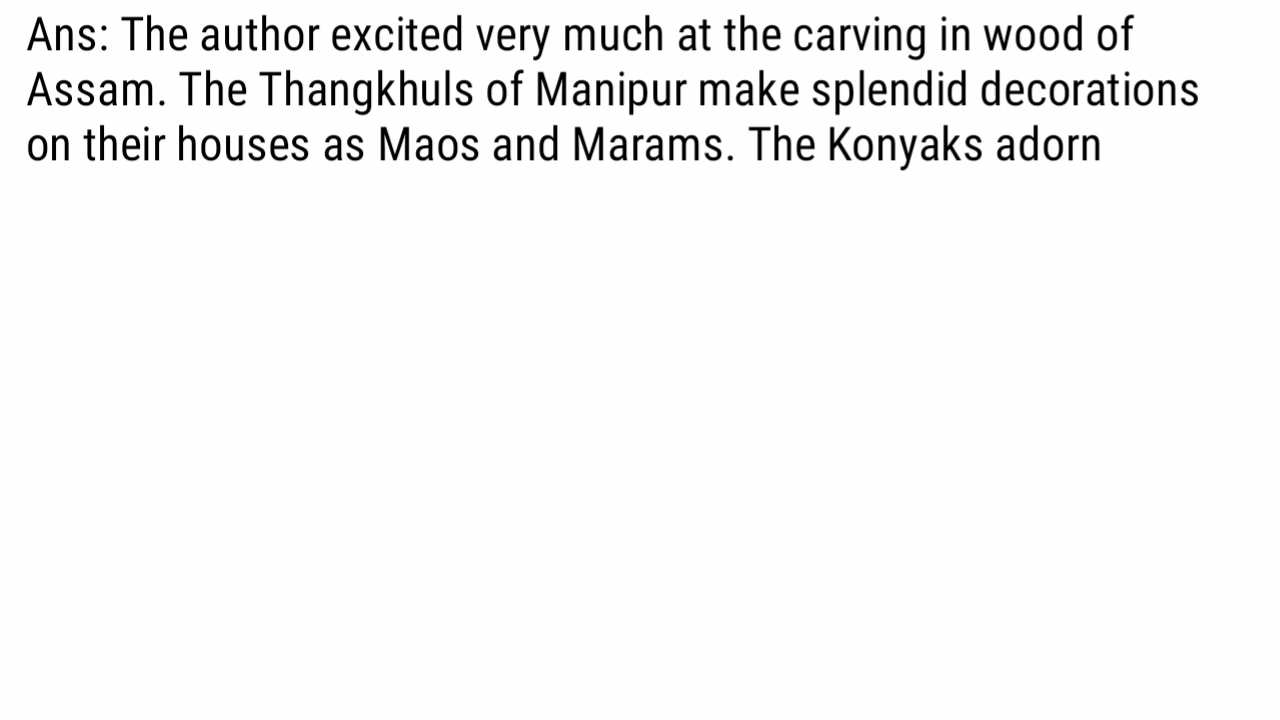 Ans: The author excited very much at the carving in wood of
Assam. The Thangkhuls of Manipur make splendid decorations
on their houses as Maos and Marams. The Konyaks adorn